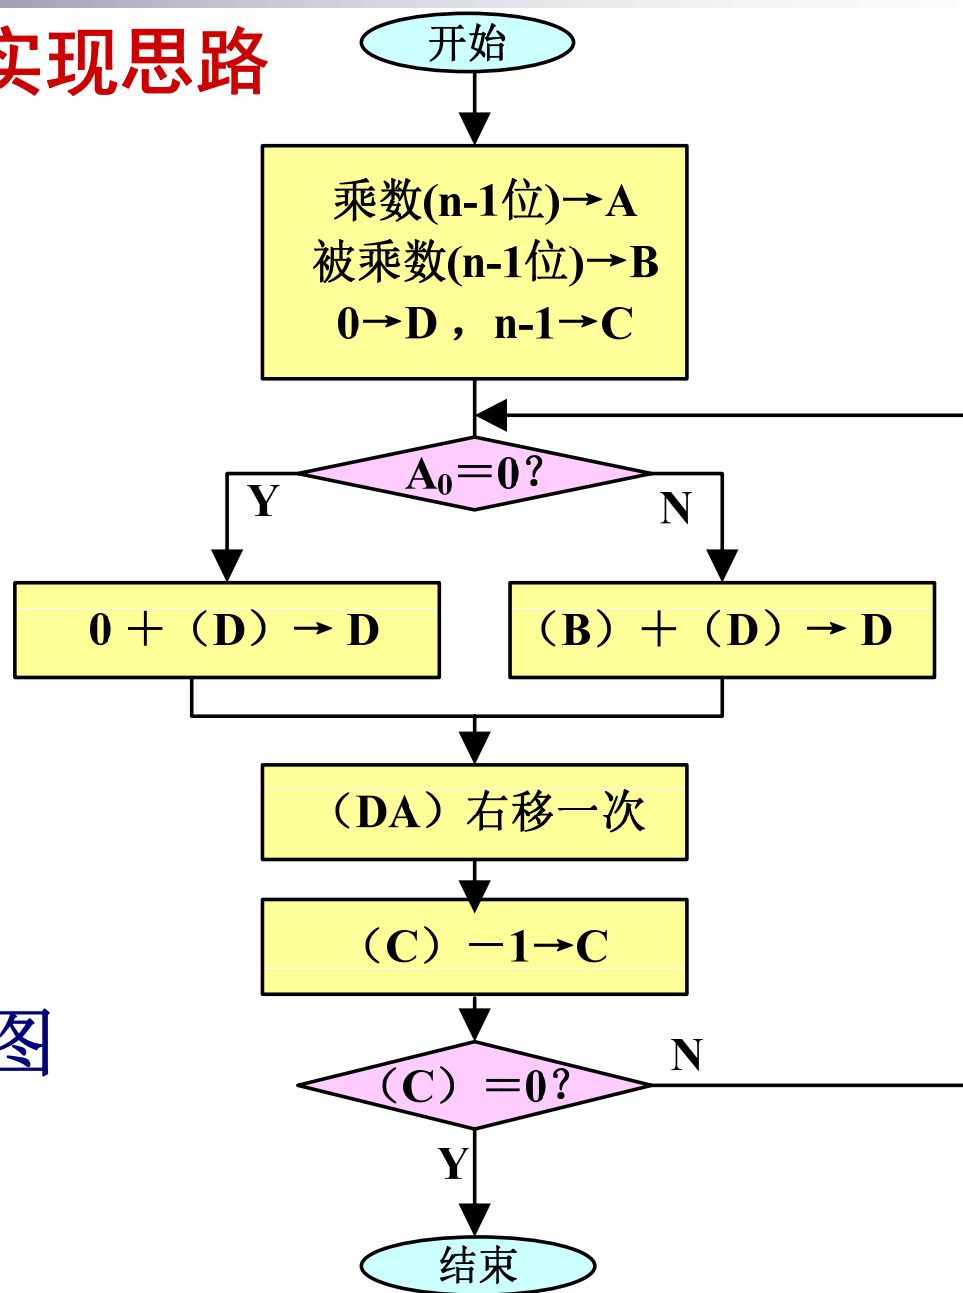 实现思路
开始
乘数(n-1位)→A
被乘数(n-1位)→B
0→D，n-1→C
A₀＝0？
Y
N
0＋（D）→D
（B）＋（D）→D
（DA）右移一次
（C）－1→C
图
（C）＝0？
N
Y
结束